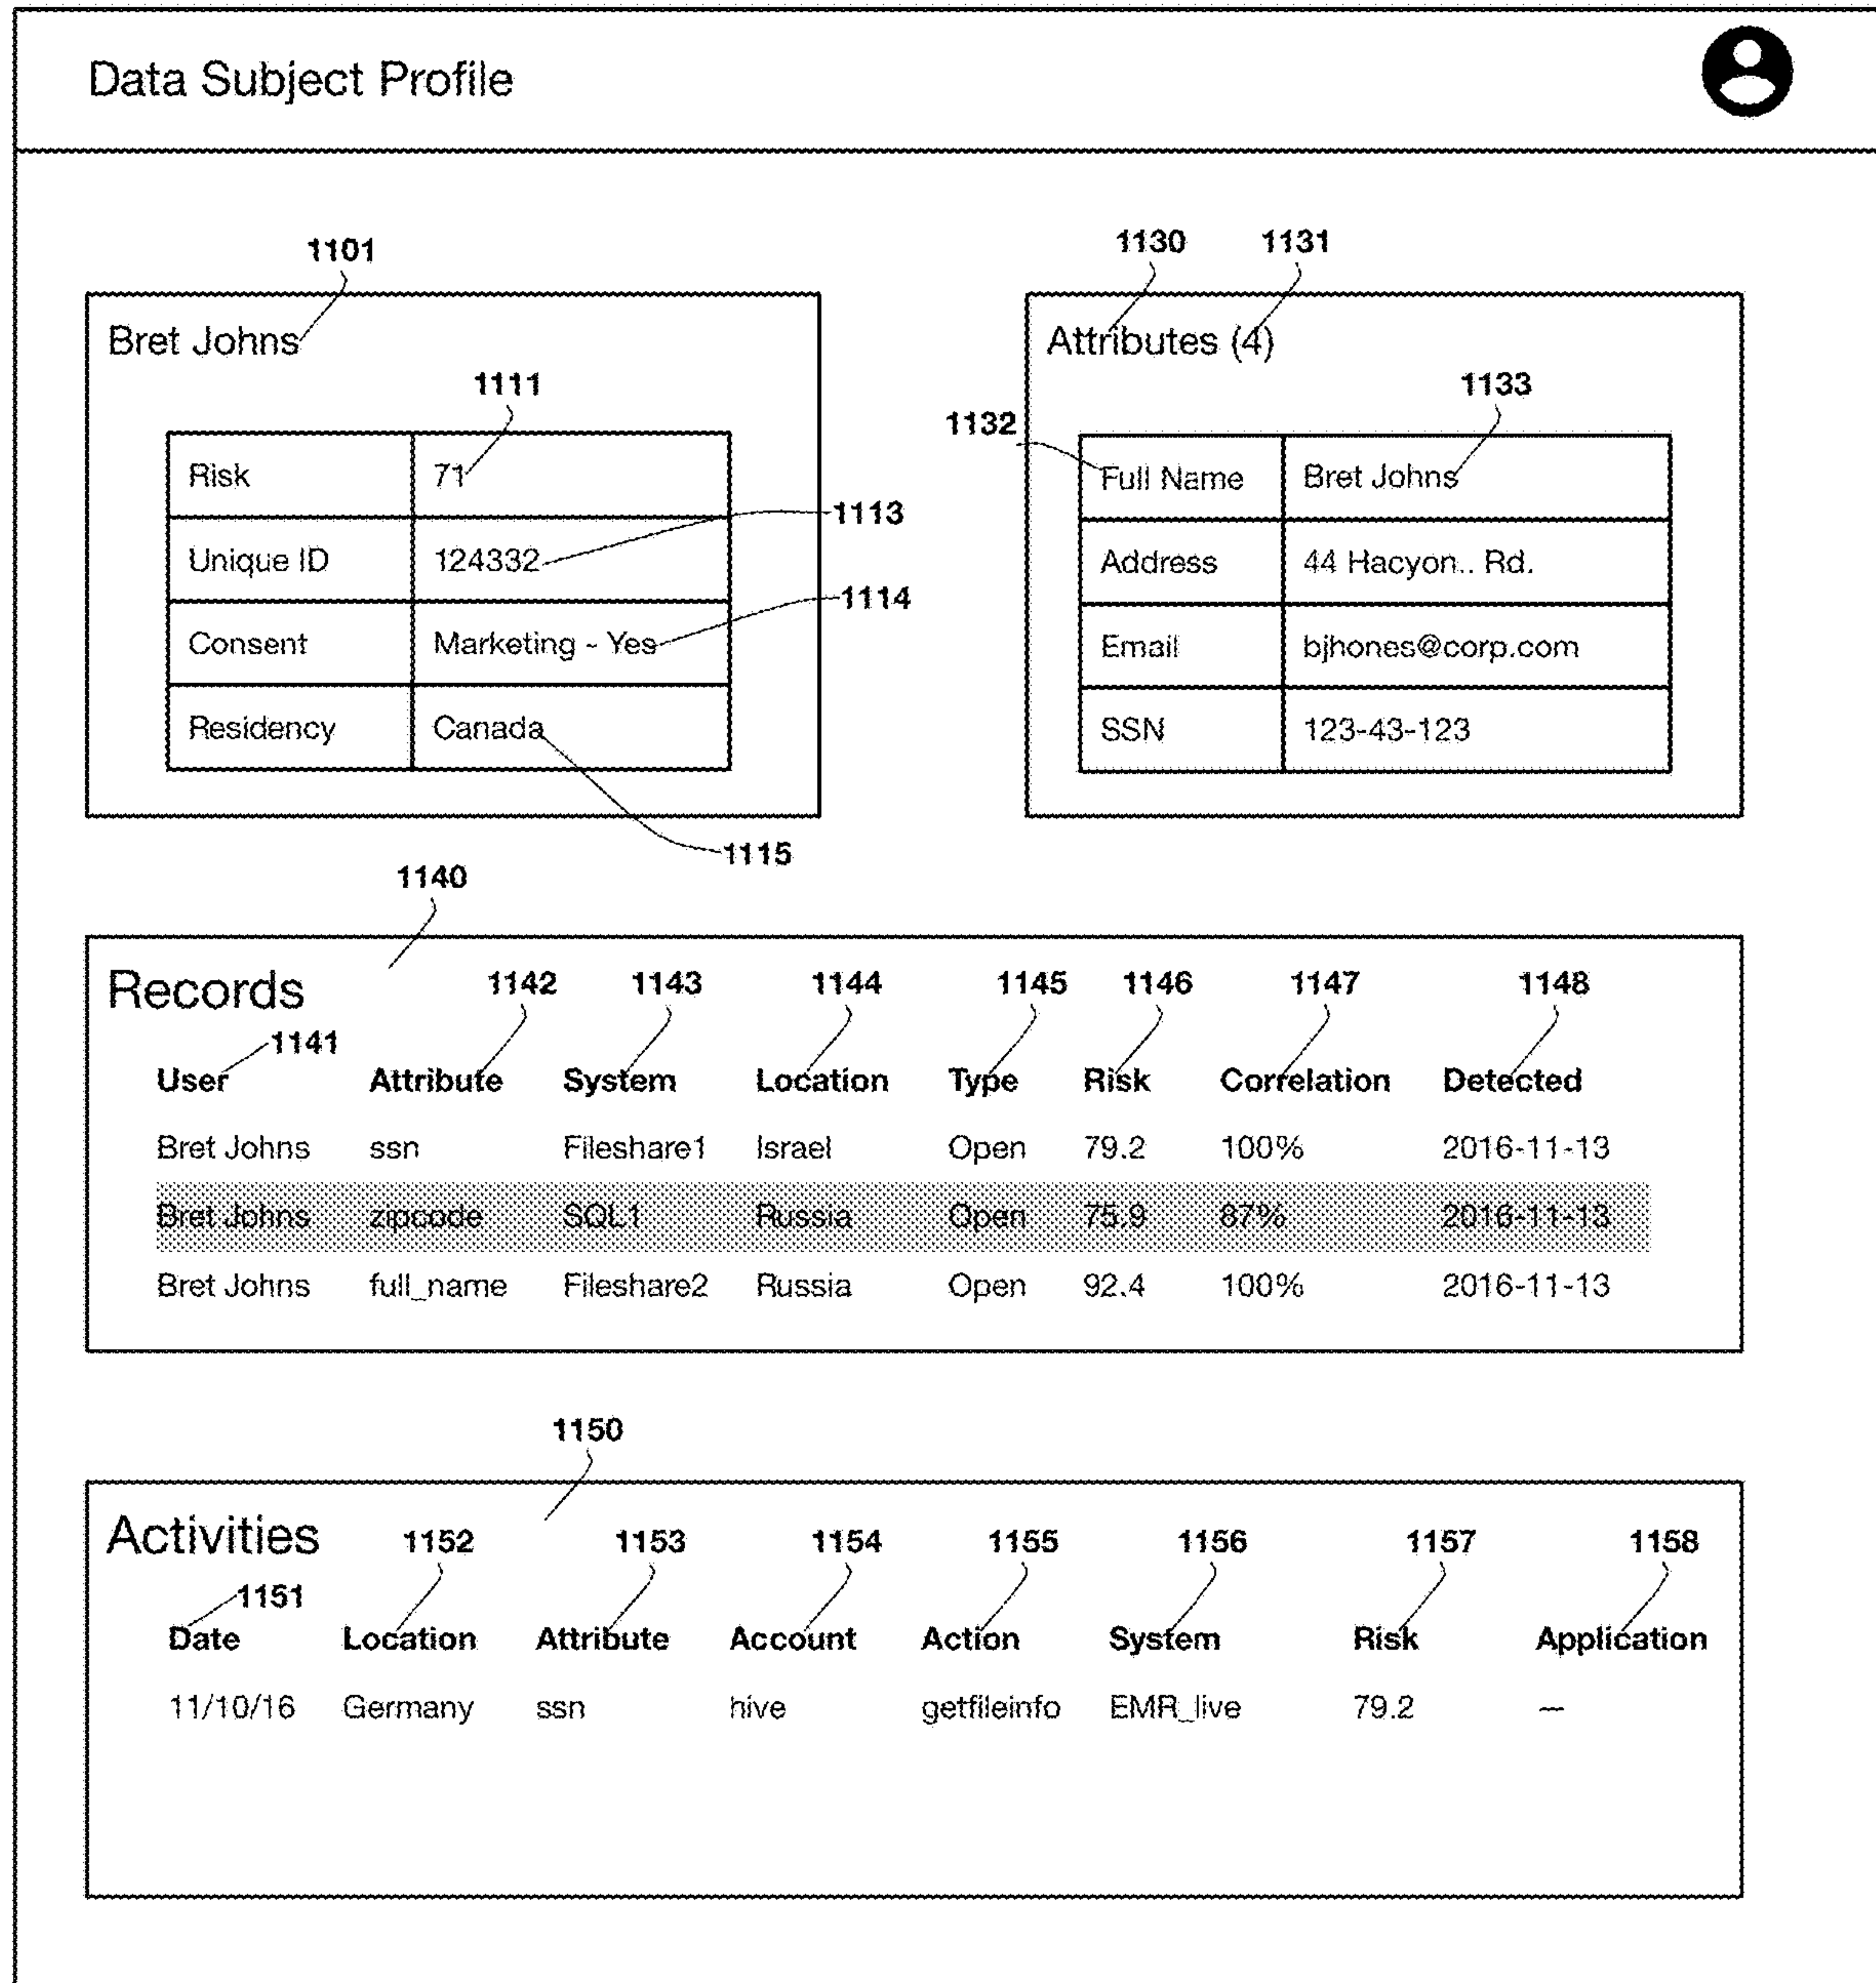 Data Subject Profile
1101
1130 1131
Bret Johns
Attributes (4)
1111
1133
1132
Risk 71
Full Name Bret Johns
1113
Unique ID 124332
Address 44 Hacyon.. Rd.
1114
Consent Marketing - Yes
Email bjhones@corp.com
Residency Canada
SSN 123-43-123
1115
1140
Records
1142 1143 1144 1145 1146 1147 1148
1141
User Attribute System Location Type Risk Correlation Detected
Bret Johns ssn Fileshare1 Israel Open 79.2 100% 2016-11-13
Bret Johns zipcode SQL1 Russia Open 75.9 87% 2016-11-13
Bret Johns full_name Fileshare2 Russia Open 92.4 100% 2016-11-13
1150
Activities
1152 1153 1154 1155 1156 1157 1158
1151
Date Location Attribute Account Action System Risk Application
11/10/16 Germany ssn hive getfileinfo EMR_live 79.2 —